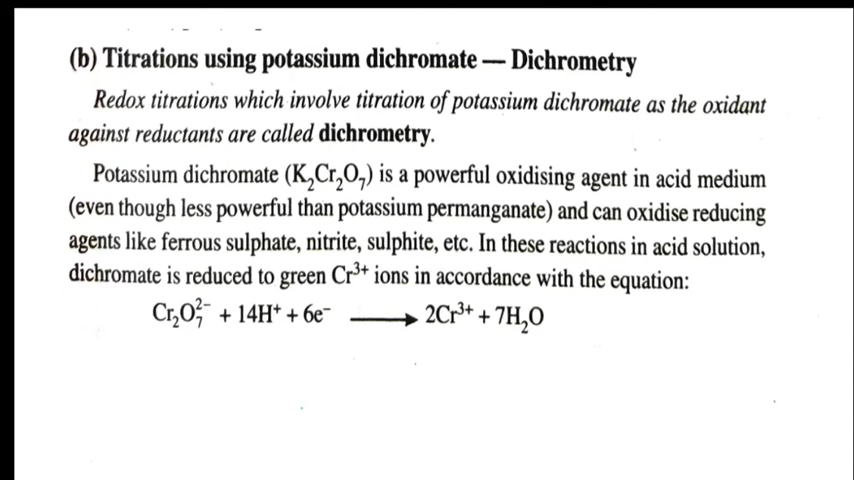 (b) Titrations using potassium dichromate — Dichrometry
Redox titrations which involve titration of potassium dichromate as the oxidant
against reductants are called dichrometry.
Potassium dichromate (K₂Cr₂O₇) is a powerful oxidising agent in acid medium
(even though less powerful than potassium permanganate) and can oxidise reducing
agents like ferrous sulphate, nitrite, sulphite, etc. In these reactions in acid solution,
dichromate is reduced to green Cr³⁺ ions in accordance with the equation:
Cr₂O₇²⁻ + 14H⁺ + 6e⁻ ⟶ 2Cr³⁺ + 7H₂O